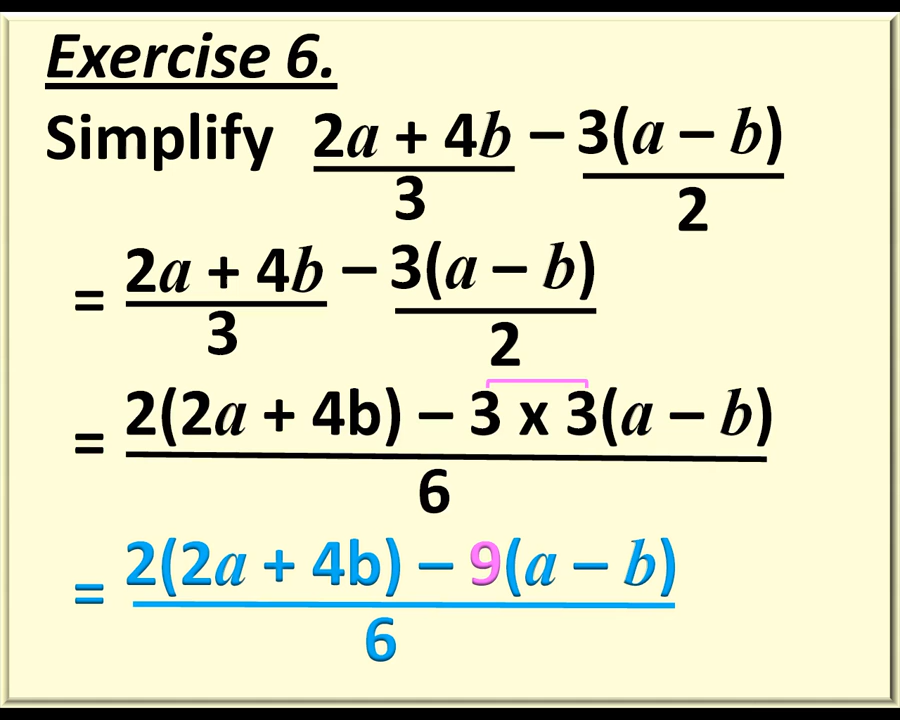 Exercise 6.
Simplify 2a + 4b – 3(a – b)
3 2
= 2a + 4b – 3(a – b)
3 2
= 2(2a + 4b) – 3 x 3(a – b)
6
= 2(2a + 4b) – 9(a – b)
6